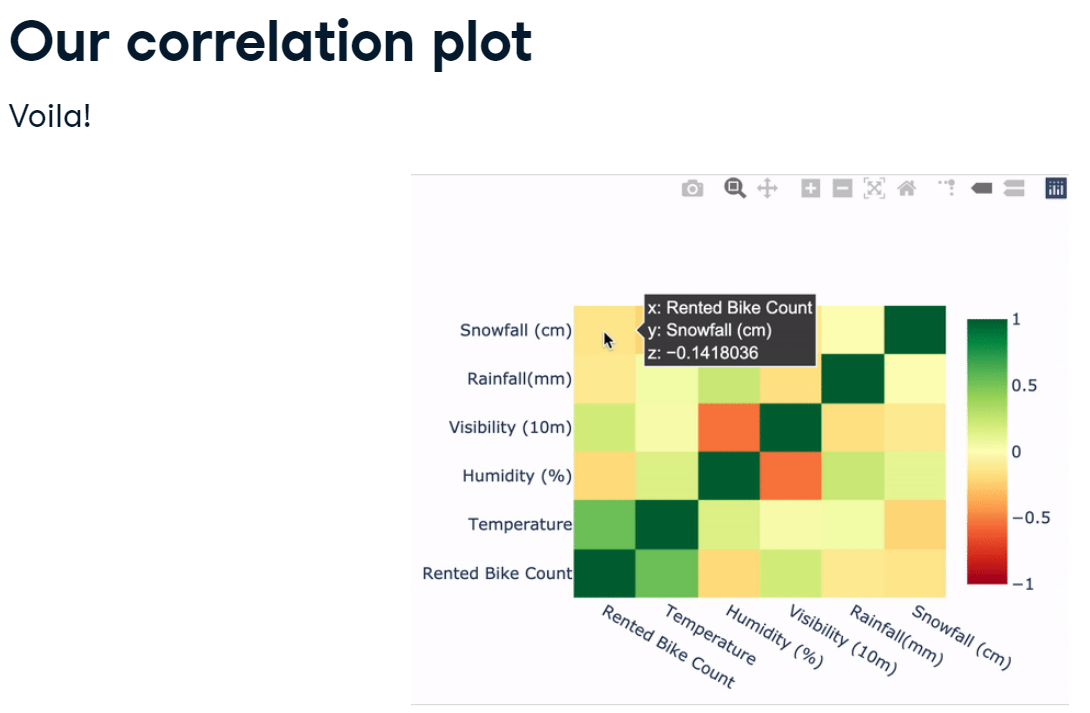 Our correlation plot
Voila!
x: Rented Bike Count
y: Snowfall (cm)
z: −0.1418036
Snowfall (cm)
Rainfall(mm)
Visibility (10m)
Humidity (%)
Temperature
Rented Bike Count
1
0.5
0
−0.5
−1
Rented Bike Count
Temperature
Humidity (%)
Visibility (10m)
Rainfall(mm)
Snowfall (cm)